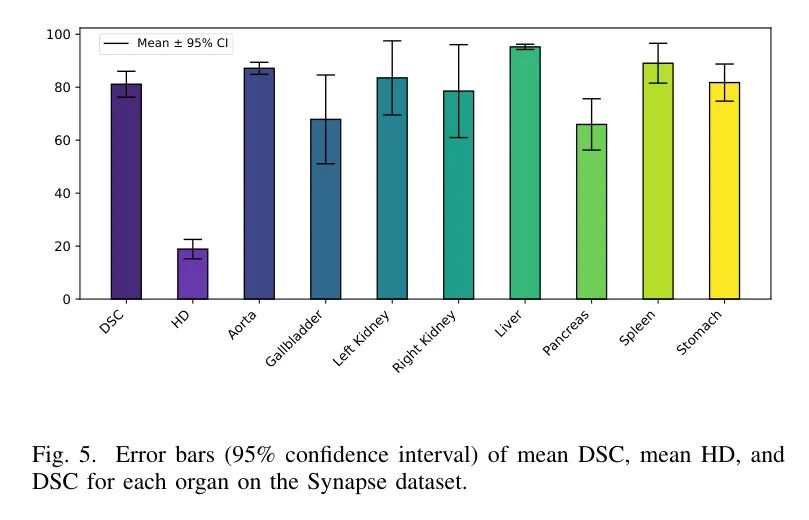 100
80
60
40
20
0
Mean ± 95% CI
DSC
HD
Aorta
Gallbladder
Left Kidney
Right Kidney
Liver
Pancreas
Spleen
Stomach
Fig. 5. Error bars (95% confidence interval) of mean DSC, mean HD, and
DSC for each organ on the Synapse dataset.